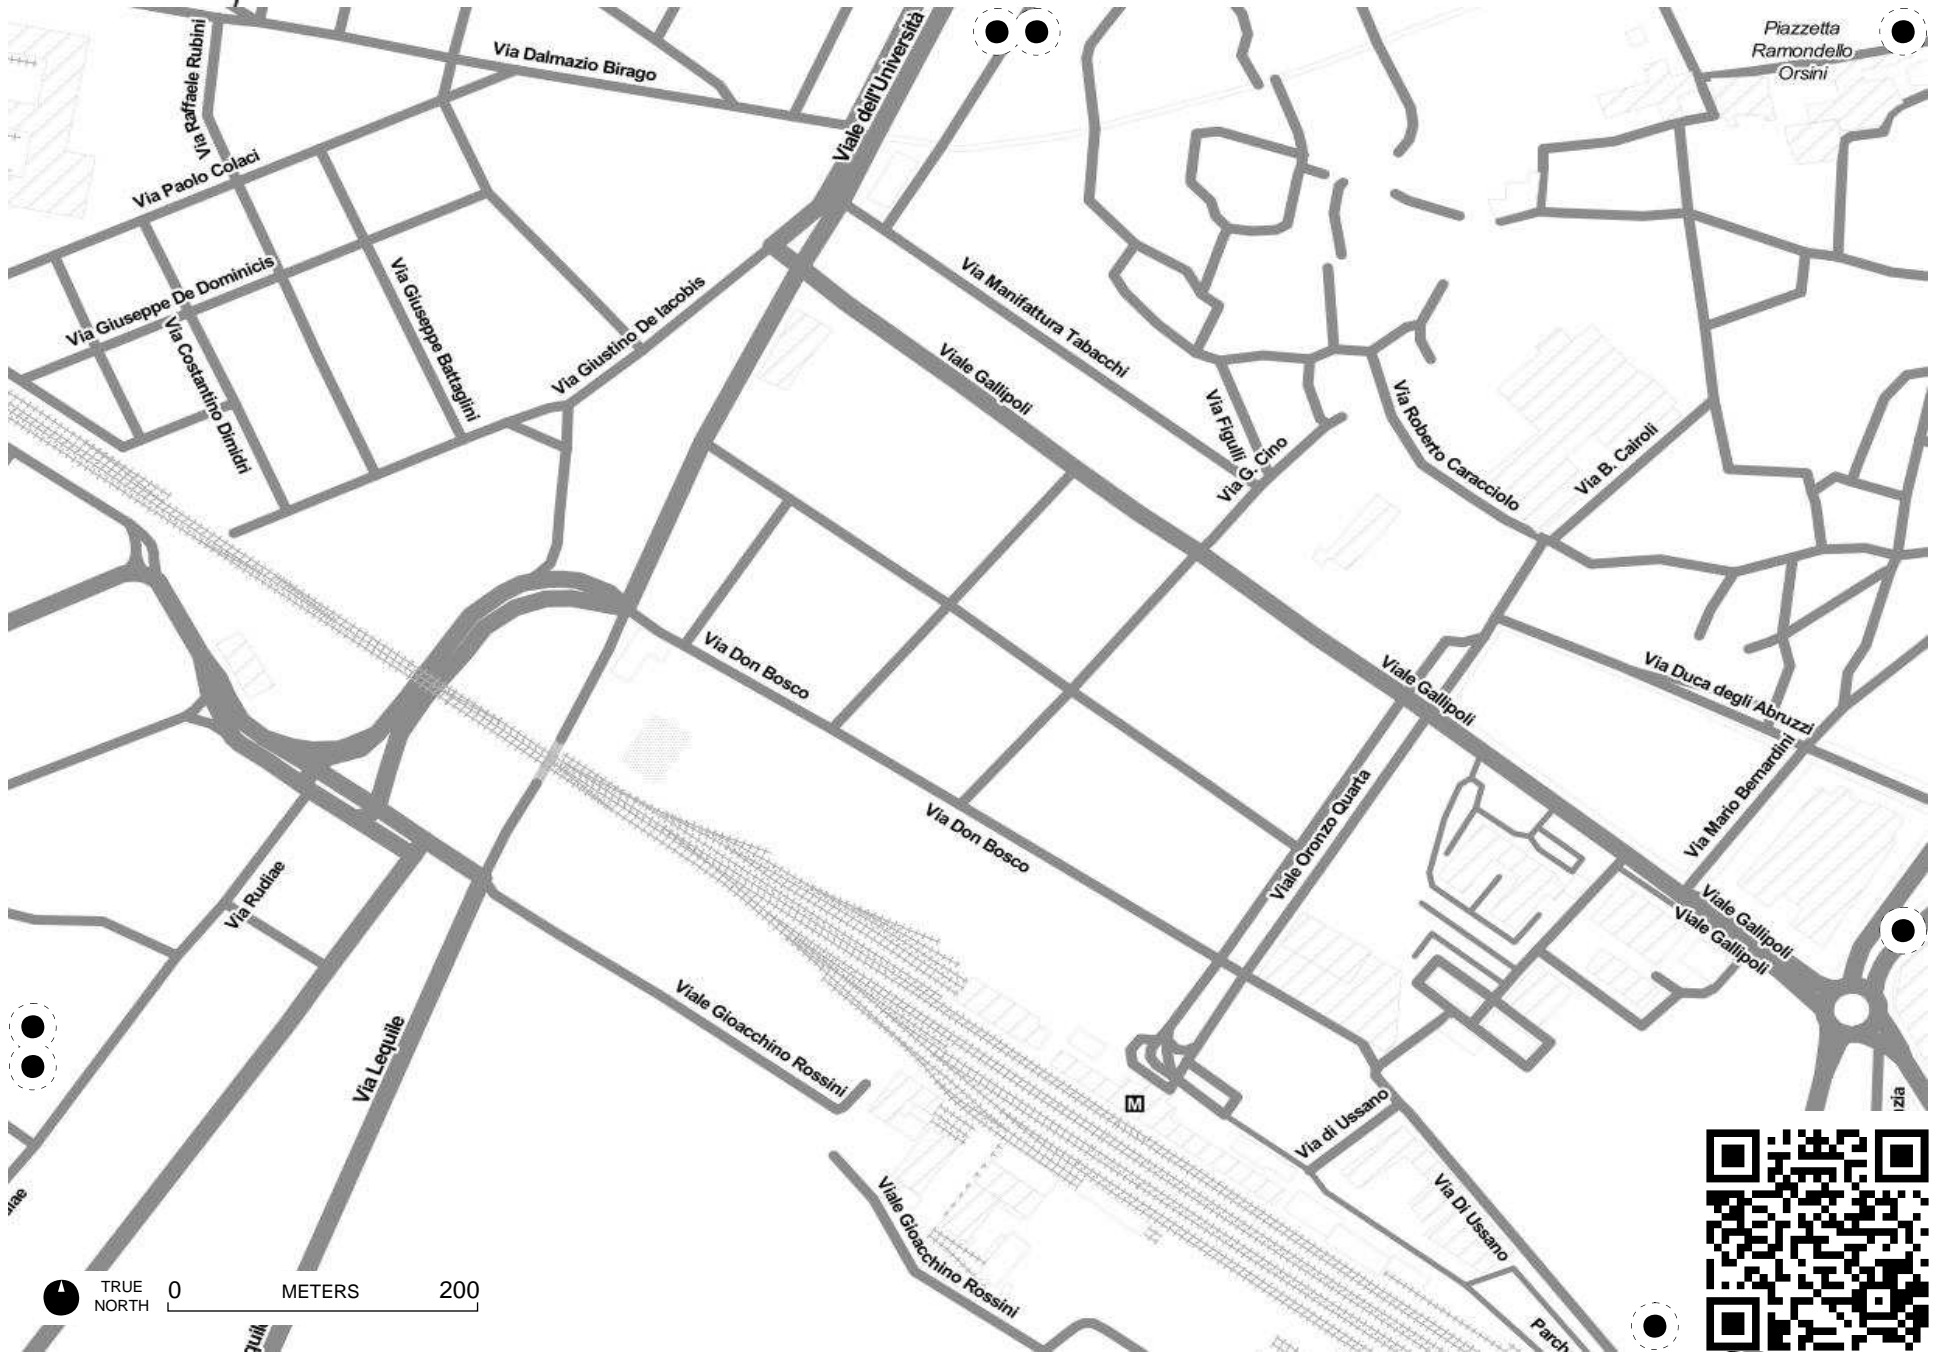 Piazzetta
Ramondello
Orsini
Via Raffaele Rubini
Via Dalmazio Birago
Viale dell'Università
Via Paolo Colaci
Via Giuseppe De Dominicis
Via Costantino Dimidri
Via Giuseppe Battaglini
Via Giustino De Iacobis
Via Manifattura Tabacchi
Viale Gallipoli
Via Figulli
Via G. Cino
Via Roberto Caracciolo
Via B. Cairoli
Via Don Bosco
Viale Gallipoli
Via Duca degli Abruzzi
Via Mario Bernardini
Viale Oronzo Quarta
Via Don Bosco
Via Rudiae
Viale Gallipoli
Viale Gallipoli
Via Lequile
Viale Gioacchino Rossini
M
Via di Ussano
Via Di Ussano
Viale Gioacchino Rossini
Parch
TRUE
NORTH
0 METERS 200